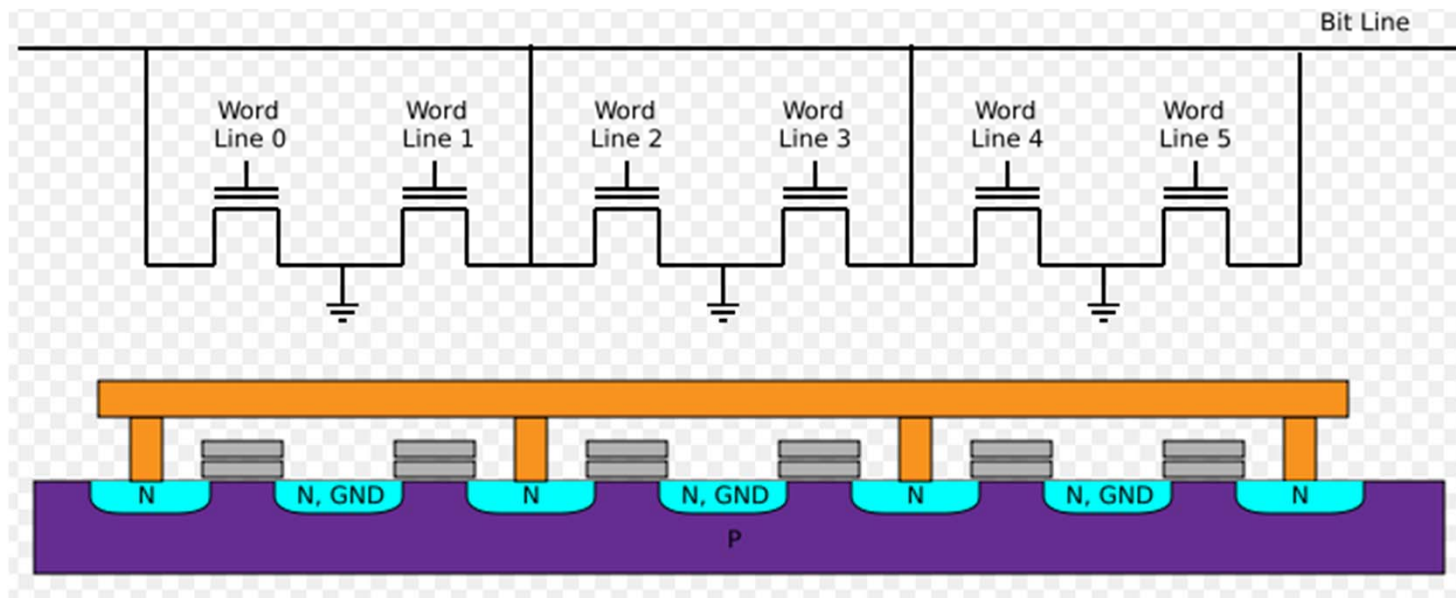 Bit Line
Word
Line 0
Word
Line 1
Word
Line 2
Word
Line 3
Word
Line 4
Word
Line 5
N
N, GND
N
N, GND
N
N, GND
N
P